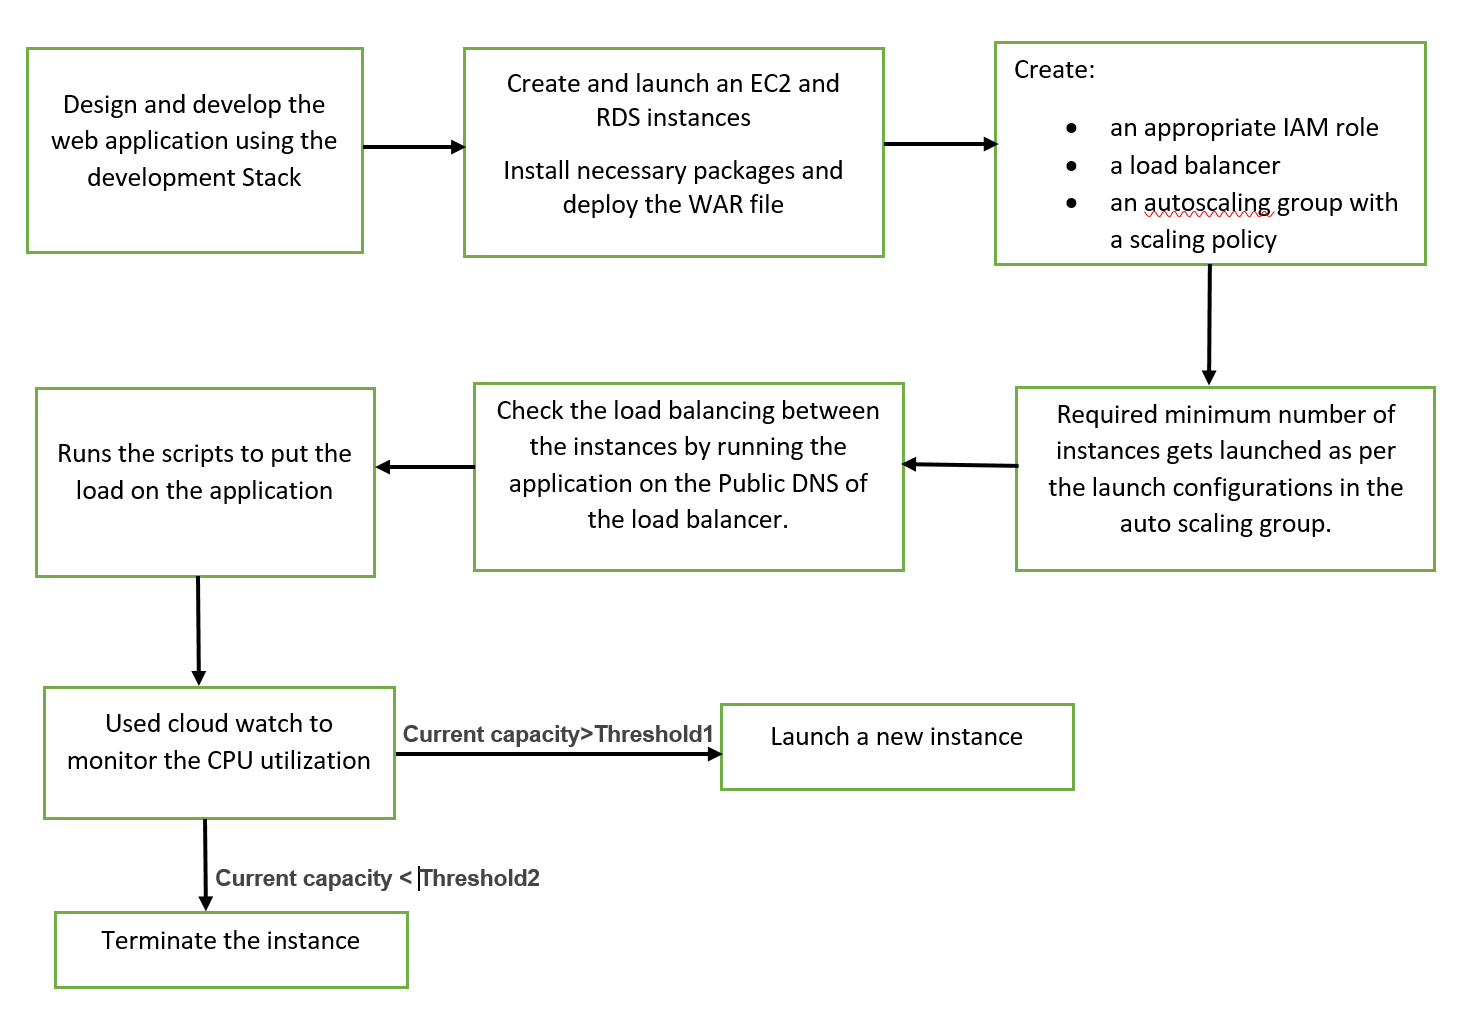 Design and develop the
web application using the
development Stack
Create and launch an EC2 and
RDS instances
Install necessary packages and
deploy the WAR file
Create:
• an appropriate IAM role
• a load balancer
• an autoscaling group with
a scaling policy
Required minimum number of
instances gets launched as per
the launch configurations in the
auto scaling group.
Check the load balancing between
the instances by running the
application on the Public DNS of
the load balancer.
Runs the scripts to put the
load on the application
Used cloud watch to
monitor the CPU utilization
Current capacity>Threshold1
Launch a new instance
Current capacity < Threshold2
Terminate the instance